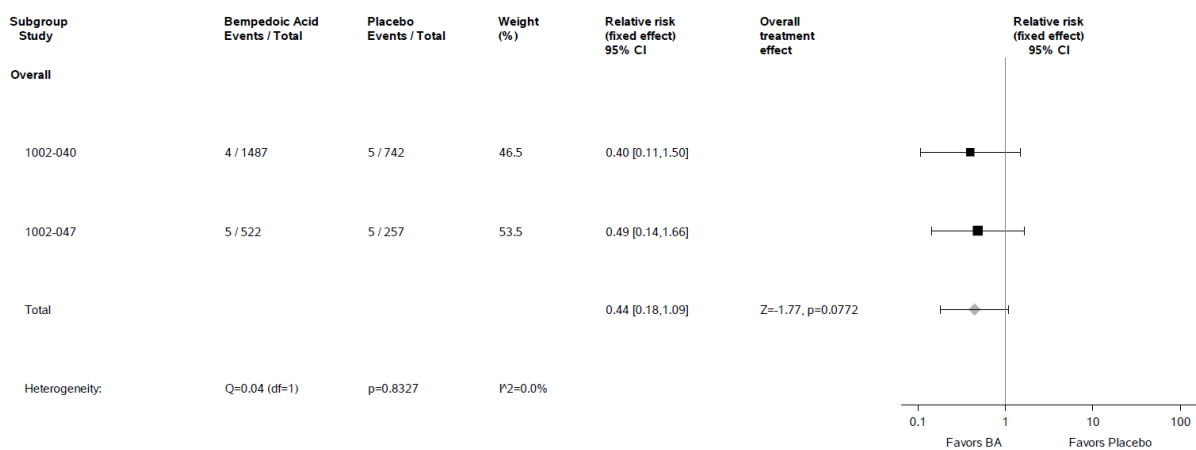 Subgroup Bempedoic Acid Placebo Weight Relative risk Overall Relative risk
Study Events / Total Events / Total (%) (fixed effect) treatment (fixed effect)
95% CI effect 95% CI
Overall
1002-040 4 / 1487 5 / 742 46.5 0.40 [0.11,1.50]
1002-047 5 / 522 5 / 257 53.5 0.49 [0.14,1.66]
Total 0.44 [0.18,1.09] Z=-1.77, p=0.0772
Heterogeneity: Q=0.04 (df=1) p=0.8327 I^2=0.0%
0.1 1 10 100
Favors BA Favors Placebo